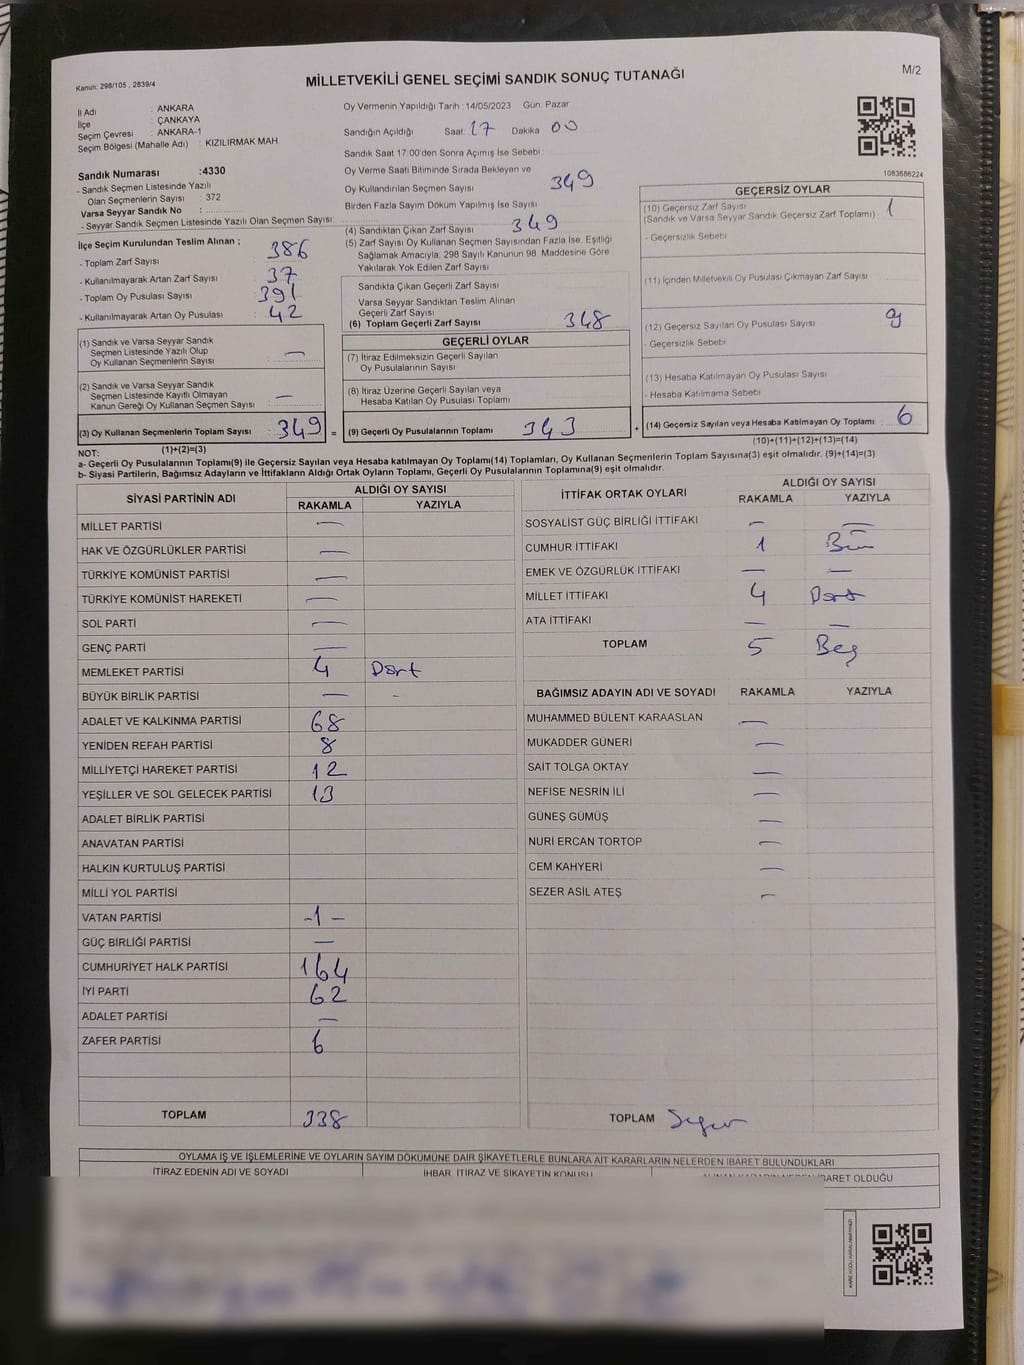 Kanun: 298/105 , 2839/4
MİLLETVEKİLİ GENEL SEÇİMİ SANDIK SONUÇ TUTANAĞI
M/2
İl Adı : ANKARA
İlçe : ÇANKAYA
Seçim Çevresi : ANKARA-1
Seçim Bölgesi (Mahalle Adı) : KIZILIRMAK MAH
Sandık Numarası :4330
- Sandık Seçmen Listesinde Yazılı
Olan Seçmenlerin Sayısı : 372
Varsa Seyyar Sandık No :
- Seyyar Sandık Seçmen Listesinde Yazılı Olan Seçmen Sayısı:
İlçe Seçim Kurulundan Teslim Alınan ;
- Toplam Zarf Sayısı : 386
- Kullanılmayarak Artan Zarf Sayısı : 37
- Toplam Oy Pusulası Sayısı : 391
- Kullanılmayarak Artan Oy Pusulası : 42
Oy Vermenin Yapıldığı Tarih :14/05/2023 Gün: Pazar
Sandığın Açıldığı Saat: 17 Dakika 00
Sandık Saat 17:00'den Sonra Açımış İse Sebebi :
Oy Verme Saati Bitiminde Sırada Bekleyen ve
Oy Kullandırılan Seçmen Sayısı 349
Birden Fazla Sayım Döküm Yapılmış İse Sayısı
(4) Sandıktan Çıkan Zarf Sayısı 349
(5) Zarf Sayısı Oy Kullanan Seçmen Sayısından Fazla İse, Eşitliği
Sağlamak Amacıyla, 298 Sayılı Kanunun 98. Maddesine Göre
Yakılarak Yok Edilen Zarf Sayısı
Sandıkta Çıkan Geçerli Zarf Sayısı
Varsa Seyyar Sandıktan Teslim Alınan
Geçerli Zarf Sayısı
(6) Toplam Geçerli Zarf Sayısı 348
1083686224
GEÇERSİZ OYLAR
(10) Geçersiz Zarf Sayısı
(Sandık ve Varsa Seyyar Sandık Geçersiz Zarf Toplamı) : 1
- Geçersizlik Sebebi
(11) İçinden Milletvekili Oy Pusulası Çıkmayan Zarf Sayısı
(12) Geçersiz Sayılan Oy Pusulası Sayısı
- Geçersizlik Sebebi
(13) Hesaba Katılmayan Oy Pusulası Sayısı
- Hesaba Katılmama Sebebi
(14) Geçersiz Sayılan veya Hesaba Katılmayan Oy Toplamı 6
(10)+(11)+(12)+(13)=(14)
(1) Sandık ve Varsa Seyyar Sandık
Seçmen Listesinde Yazılı Olup
Oy Kullanan Seçmenlerin Sayısı : —
(2) Sandık ve Varsa Seyyar Sandık
Seçmen Listesinde Kayıtlı Olmayan
Kanun Gereği Oy Kullanan Seçmen Sayısı : —
(3) Oy Kullanan Seçmenlerin Toplam Sayısı : 349 =
(1)+(2)=(3)
GEÇERLİ OYLAR
(7) İtiraz Edilmeksizin Geçerli Sayılan
Oy Pusulalarının Sayısı
(8) İtiraz Üzerine Geçerli Sayılan veya
Hesaba Katılan Oy Pusulası Toplamı
(9) Geçerli Oy Pusulalarının Toplamı 343 +
NOT:
a- Geçerli Oy Pusulalarının Toplamı(9) ile Geçersiz Sayılan veya Hesaba katılmayan Oy Toplamı(14) Toplamları, Oy Kullanan Seçmenlerin Toplam Sayısına(3) eşit olmalıdır. (9)+(14)=(3)
b- Siyasi Partilerin, Bağımsız Adayların ve İttifakların Aldığı Ortak Oyların Toplamı, Geçerli Oy Pusulalarının Toplamına(9) eşit olmalıdır.
SİYASİ PARTİNİN ADI ALDIĞI OY SAYISI
RAKAMLA YAZIYLA
MİLLET PARTİSİ —
HAK VE ÖZGÜRLÜKLER PARTİSİ —
TÜRKİYE KOMÜNİST PARTİSİ —
TÜRKİYE KOMÜNİST HAREKETİ —
SOL PARTİ —
GENÇ PARTİ —
MEMLEKET PARTİSİ 4 Dört
BÜYÜK BİRLİK PARTİSİ — -
ADALET VE KALKINMA PARTİSİ 68
YENİDEN REFAH PARTİSİ 8
MİLLİYETÇİ HAREKET PARTİSİ 12
YEŞİLLER VE SOL GELECEK PARTİSİ 13
ADALET BİRLİK PARTİSİ
ANAVATAN PARTİSİ
HALKIN KURTULUŞ PARTİSİ
MİLLİ YOL PARTİSİ
VATAN PARTİSİ -1-
GÜÇ BİRLİĞİ PARTİSİ —
CUMHURİYET HALK PARTİSİ 164
İYİ PARTİ 62
ADALET PARTİSİ —
ZAFER PARTİSİ 6
TOPLAM 338
İTTİFAK ORTAK OYLARI ALDIĞI OY SAYISI
RAKAMLA YAZIYLA
SOSYALİST GÜÇ BİRLİĞİ İTTİFAKI — —
CUMHUR İTTİFAKI 1 Bir
EMEK VE ÖZGÜRLÜK İTTİFAKI — —
MİLLET İTTİFAKI 4 Dört
ATA İTTİFAKI — —
TOPLAM 5 Beş
BAĞIMSIZ ADAYIN ADI VE SOYADI RAKAMLA YAZIYLA
MUHAMMED BÜLENT KARAASLAN —
MUKADDER GÜNERİ —
SAİT TOLGA OKTAY —
NEFİSE NESRİN İLİ —
GÜNEŞ GÜMÜŞ —
NURİ ERCAN TORTOP —
CEM KAHYERİ —
SEZER ASİL ATEŞ —
TOPLAM
OYLAMA İŞ VE İŞLEMLERİNE VE OYLARIN SAYIM DÖKÜMÜNE DAİR ŞİKAYETLERLE BUNLARA AİT KARARLARIN NELERDEN İBARET BULUNDUKLARI
İTİRAZ EDENİN ADI VE SOYADI İHBAR, İTİRAZ VE ŞİKAYETİN KONUSU İBARET OLDUĞU